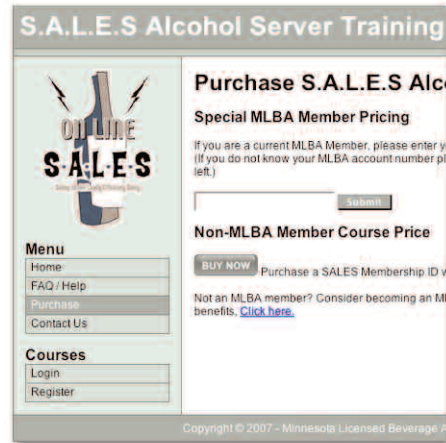 S.A.L.E.S Alcohol Server Training
ON LINE
S·A·L·E·S
Menu
Home
FAQ / Help
Purchase
Contact Us
Courses
Login
Register
Purchase S.A.L.E.S Alc
Special MLBA Member Pricing
If you are a current MLBA Member, please enter y
(If you do not know your MLBA account number pl
left.)
Submit
Non-MLBA Member Course Price
BUY NOW Purchase a SALES Membership ID w
Not an MLBA member? Consider becoming an M
benefits, Click here.
Copyright © 2007 - Minnesota Licensed Beverage A